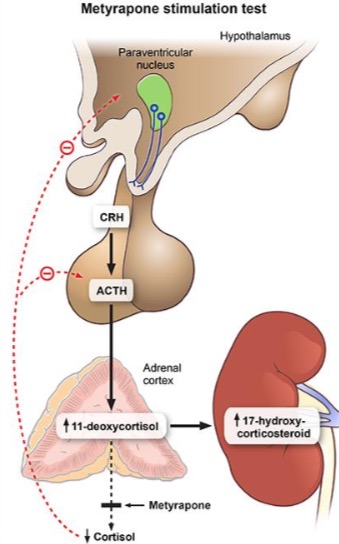 Metyrapone stimulation test
Hypothalamus
Paraventricular
nucleus
CRH
ACTH
Adrenal
cortex
↑11-deoxycortisol
↑17-hydroxy-
corticosteroid
Metyrapone
↓Cortisol